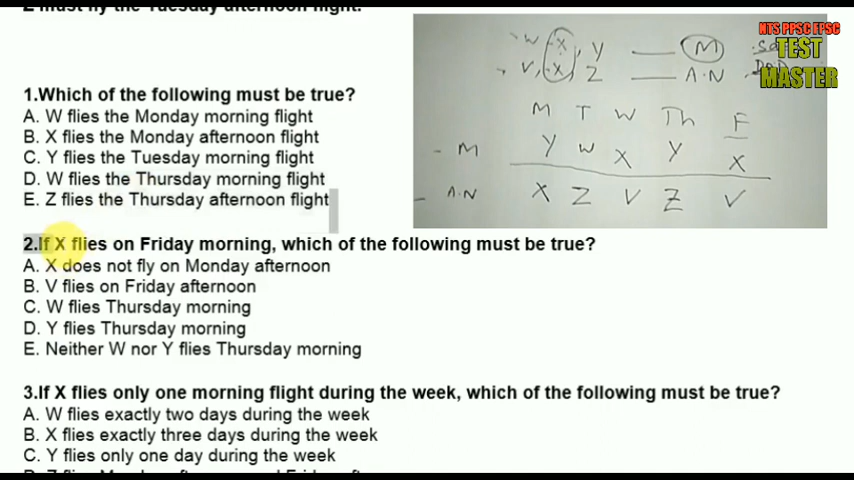 Z must fly the Tuesday afternoon flight.
NTS PPSC FPSC
TEST
MASTER
W - X, Y — M
V, - X, Z — A.N
M T W Th F
- M Y W X Y X
- A.N X Z V Z V
1.Which of the following must be true?
A. W flies the Monday morning flight
B. X flies the Monday afternoon flight
C. Y flies the Tuesday morning flight
D. W flies the Thursday morning flight
E. Z flies the Thursday afternoon flight
2.If X flies on Friday morning, which of the following must be true?
A. X does not fly on Monday afternoon
B. V flies on Friday afternoon
C. W flies Thursday morning
D. Y flies Thursday morning
E. Neither W nor Y flies Thursday morning
3.If X flies only one morning flight during the week, which of the following must be true?
A. W flies exactly two days during the week
B. X flies exactly three days during the week
C. Y flies only one day during the week